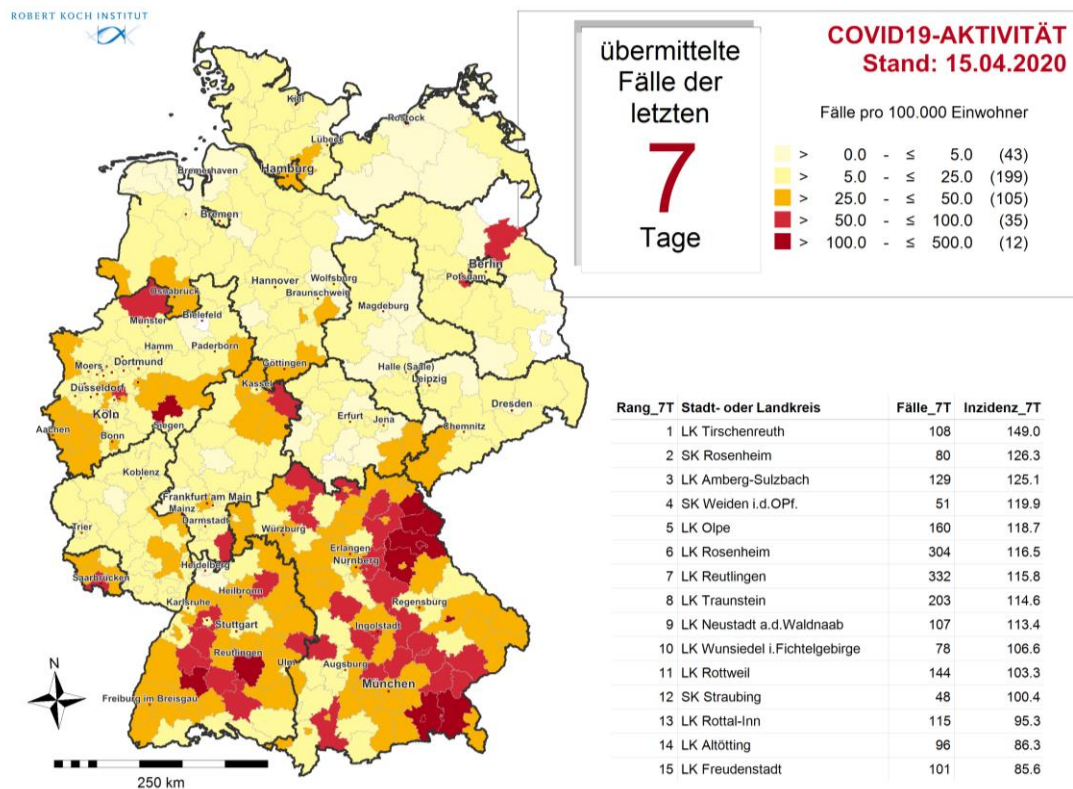 ROBERT KOCH INSTITUT
übermittelte
Fälle der
letzten
7
Tage
COVID19-AKTIVITÄT
Stand: 15.04.2020
Fälle pro 100.000 Einwohner
> 0.0 - ≤ 5.0 (43)
> 5.0 - ≤ 25.0 (199)
> 25.0 - ≤ 50.0 (105)
> 50.0 - ≤ 100.0 (35)
> 100.0 - ≤ 500.0 (12)
Kiel
Rostock
Lübeck
Hamburg
Bremerhaven
Bremen
Berlin
Potsdam
Hannover
Wolfsburg
Braunschweig
Osnabrück
Magdeburg
Münster
Bielefeld
Hamm
Paderborn
Göttingen
Moers
Dortmund
Halle (Saale)
Kassel
Leipzig
Düsseldorf
Dresden
Köln
Erfurt
Jena
Siegen
Chemnitz
Aachen
Bonn
Koblenz
Frankfurt am Main
Mainz
Darmstadt
Trier
Würzburg
Erlangen
Nürnberg
Heidelberg
Saarbrücken
Heilbronn
Karlsruhe
Regensburg
Stuttgart
Ingolstadt
Reutlingen
Ulm
Augsburg
München
Freiburg im Breisgau
N
250 km
Rang_7T Stadt- oder Landkreis Fälle_7T Inzidenz_7T
1 LK Tirschenreuth 108 149.0
2 SK Rosenheim 80 126.3
3 LK Amberg-Sulzbach 129 125.1
4 SK Weiden i.d.OPf. 51 119.9
5 LK Olpe 160 118.7
6 LK Rosenheim 304 116.5
7 LK Reutlingen 332 115.8
8 LK Traunstein 203 114.6
9 LK Neustadt a.d.Waldnaab 107 113.4
10 LK Wunsiedel i.Fichtelgebirge 78 106.6
11 LK Rottweil 144 103.3
12 SK Straubing 48 100.4
13 LK Rottal-Inn 115 95.3
14 LK Altötting 96 86.3
15 LK Freudenstadt 101 85.6